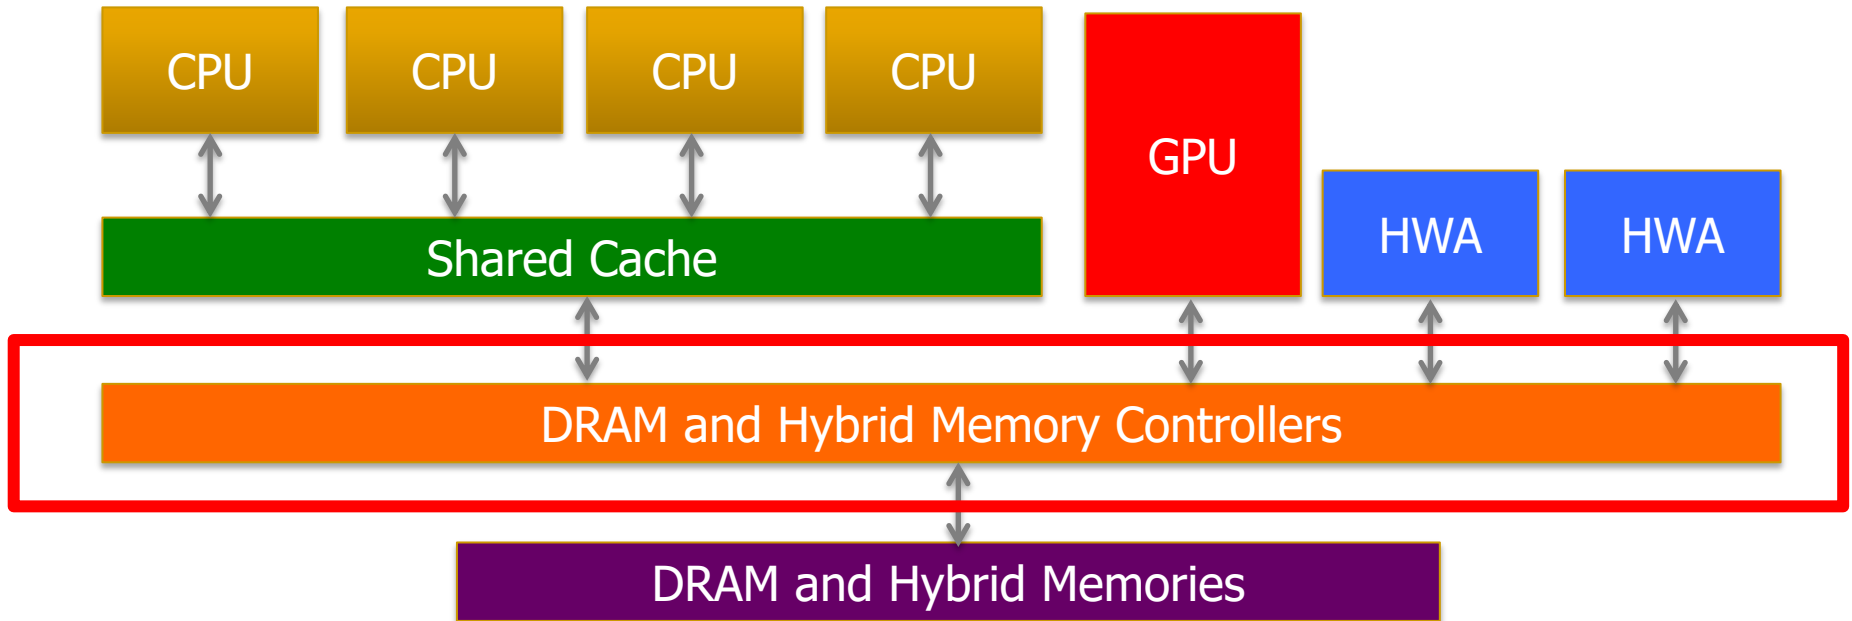 CPU
CPU
CPU
CPU
GPU
HWA
HWA
Shared Cache
DRAM and Hybrid Memory Controllers
DRAM and Hybrid Memories